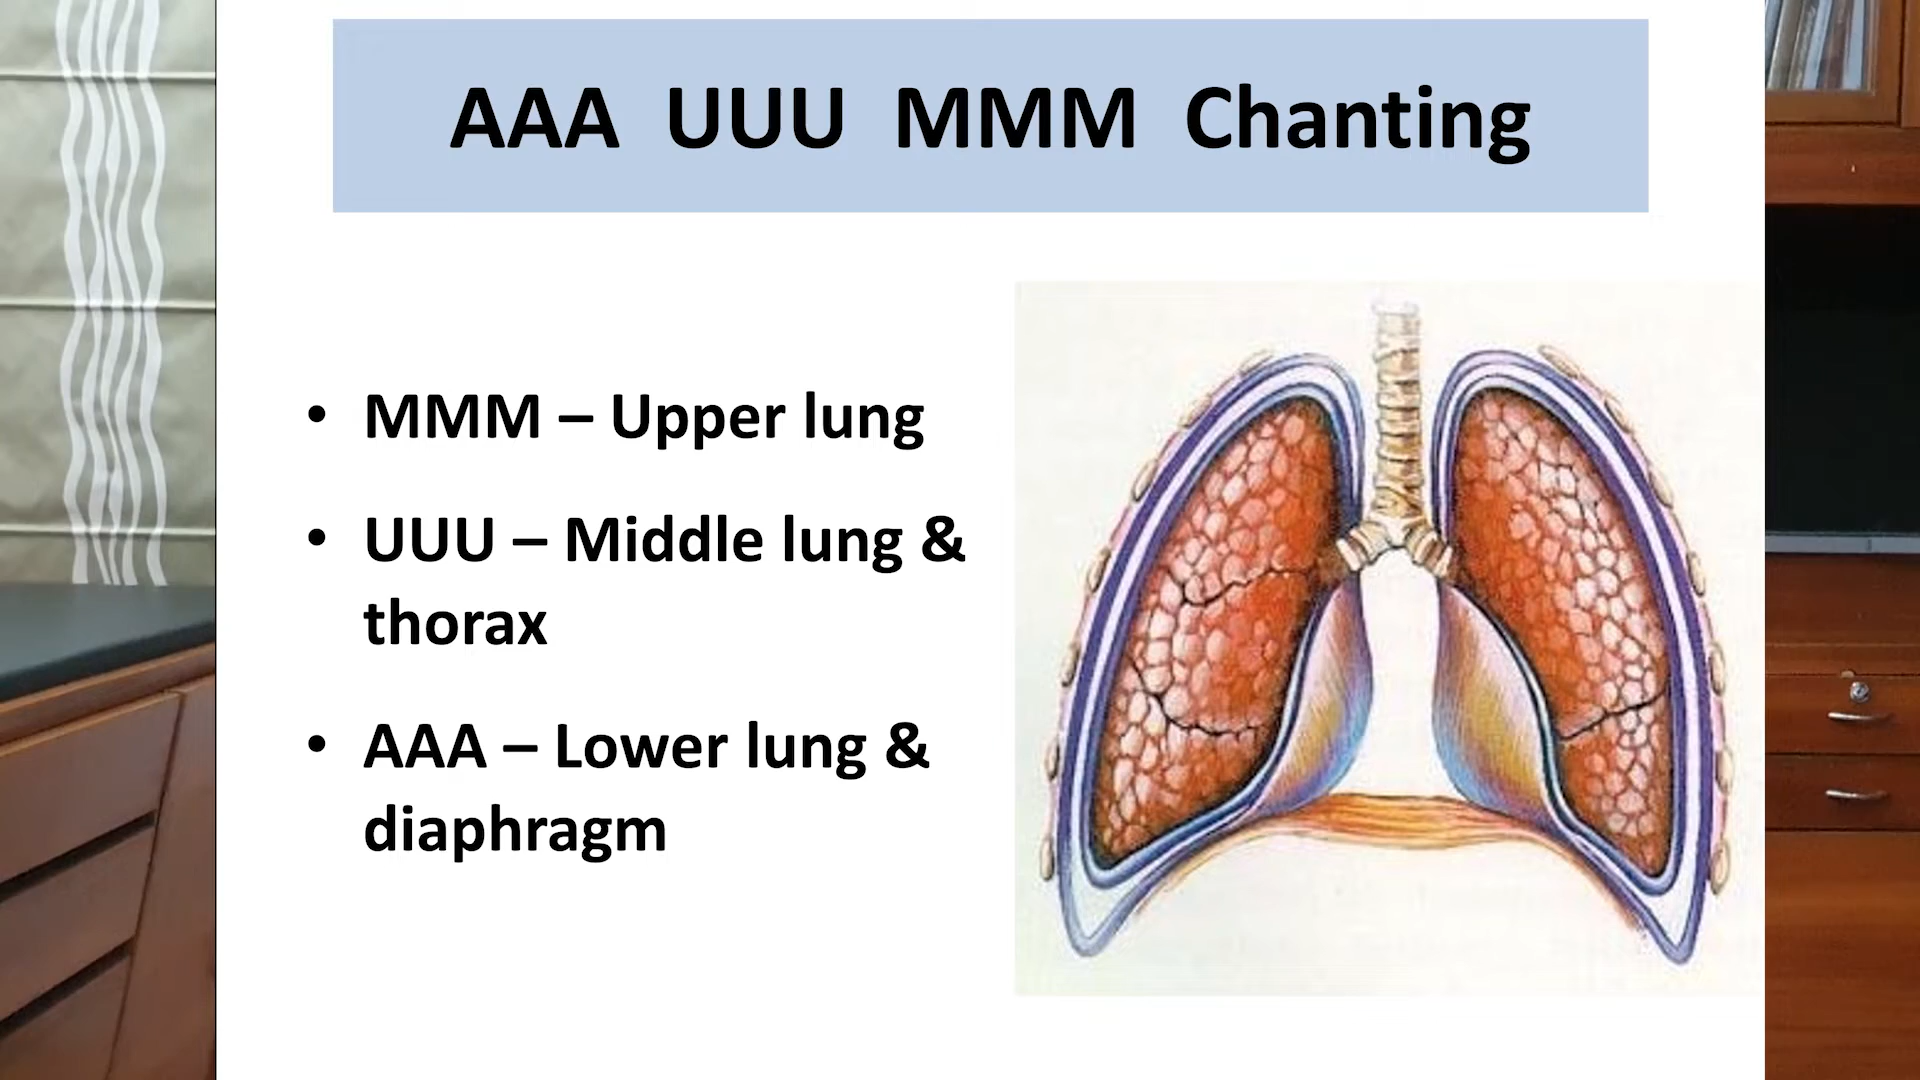 AAA UUU MMM Chanting
• MMM – Upper lung
• UUU – Middle lung &
thorax
• AAA – Lower lung &
diaphragm